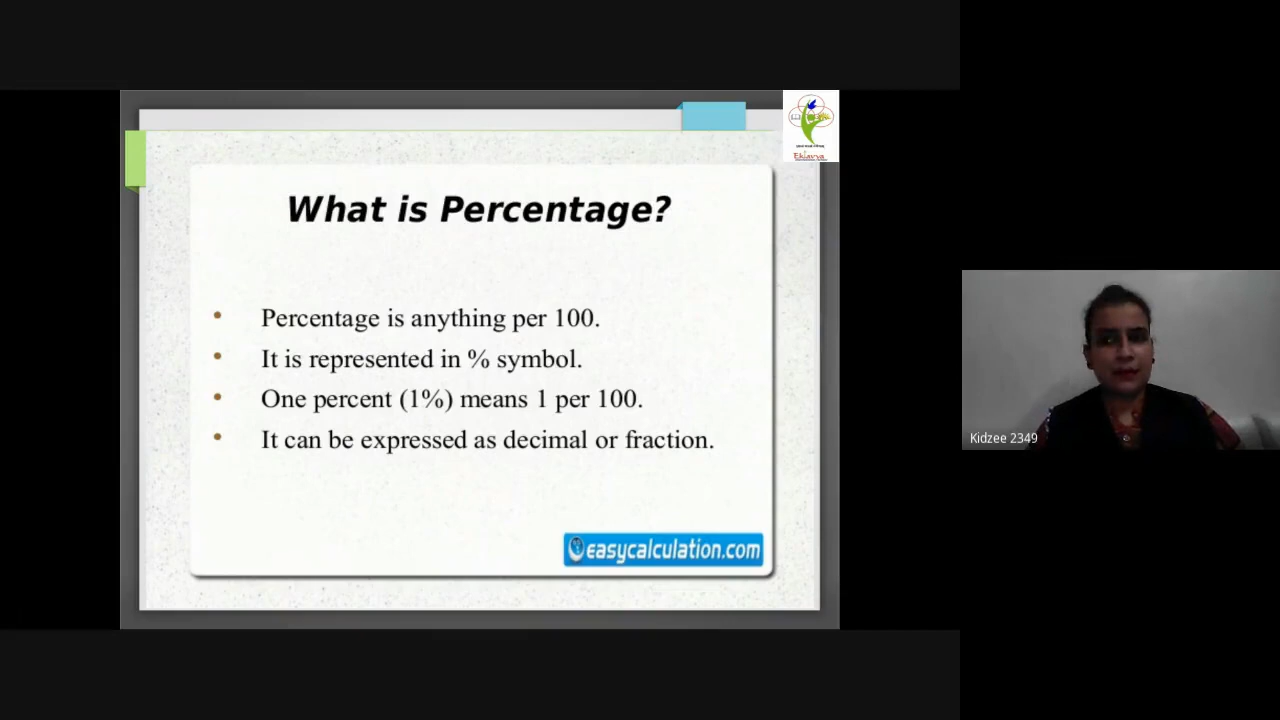 Eklavya
What is Percentage?
• Percentage is anything per 100.
• It is represented in % symbol.
• One percent (1%) means 1 per 100.
• It can be expressed as decimal or fraction.
easycalculation.com
Kidzee 2349